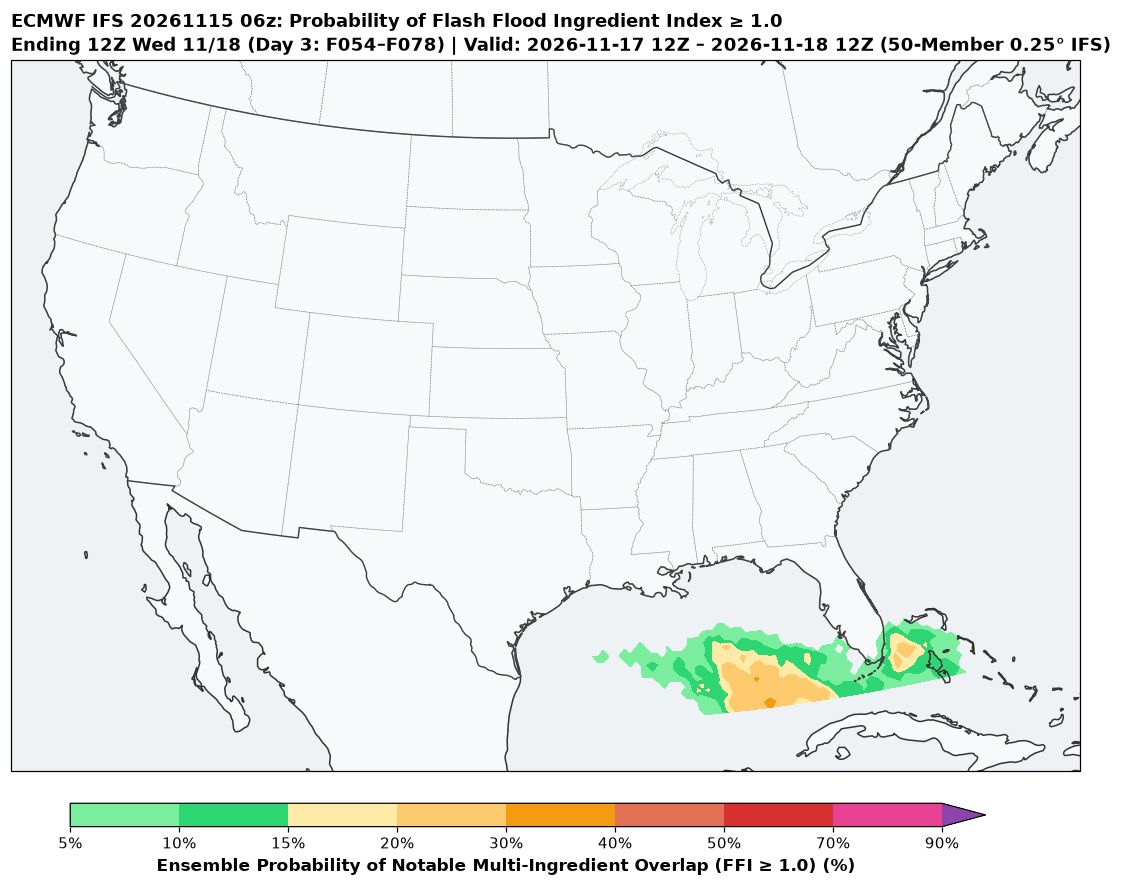 ECMWF IFS 20261115 06z: Probability of Flash Flood Ingredient Index ≥ 1.0
Ending 12Z Wed 11/18 (Day 3: F054–F078) | Valid: 2026-11-17 12Z – 2026-11-18 12Z (50-Member 0.25° IFS)
5% 10% 15% 20% 30% 40% 50% 70% 90%
Ensemble Probability of Notable Multi-Ingredient Overlap (FFI ≥ 1.0) (%)